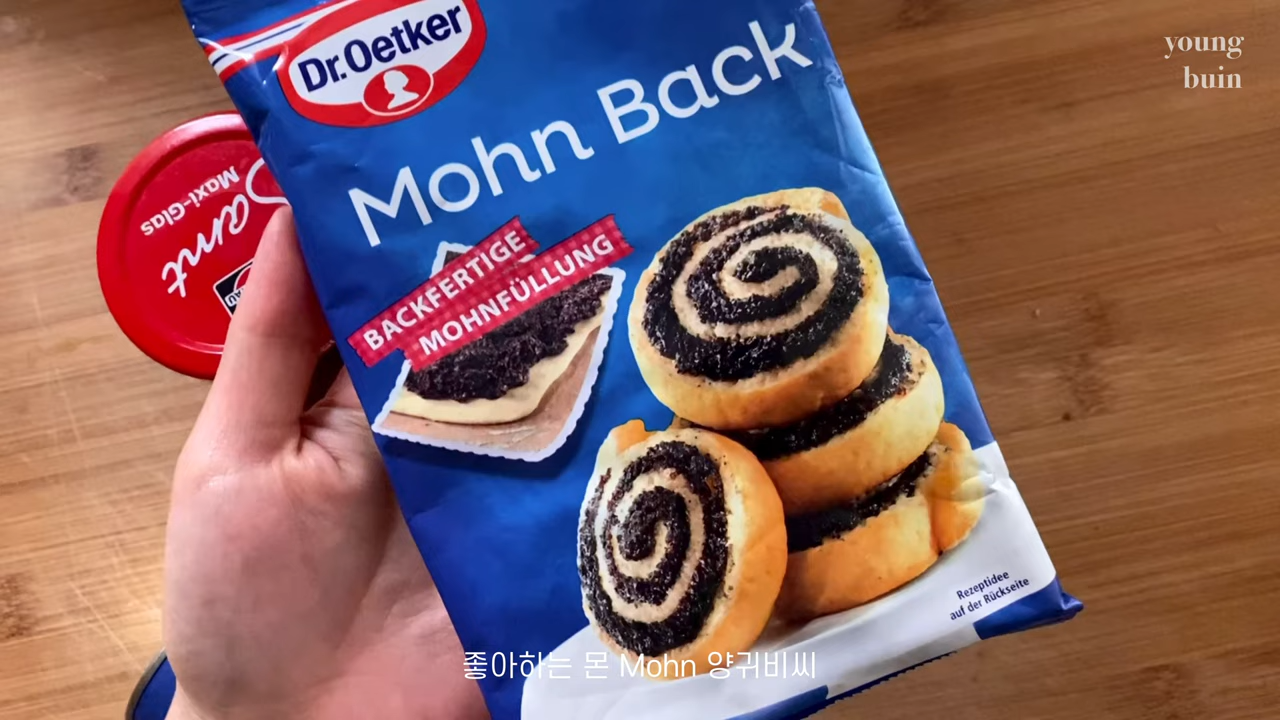 young
buin
Dr.Oetker
Mohn Back
BACKFERTIGE
MOHNFÜLLUNG
Samt
Maxi-Glas
Rezeptidee
auf der Rückseite
좋아하는 몬 Mohn 양귀비씨